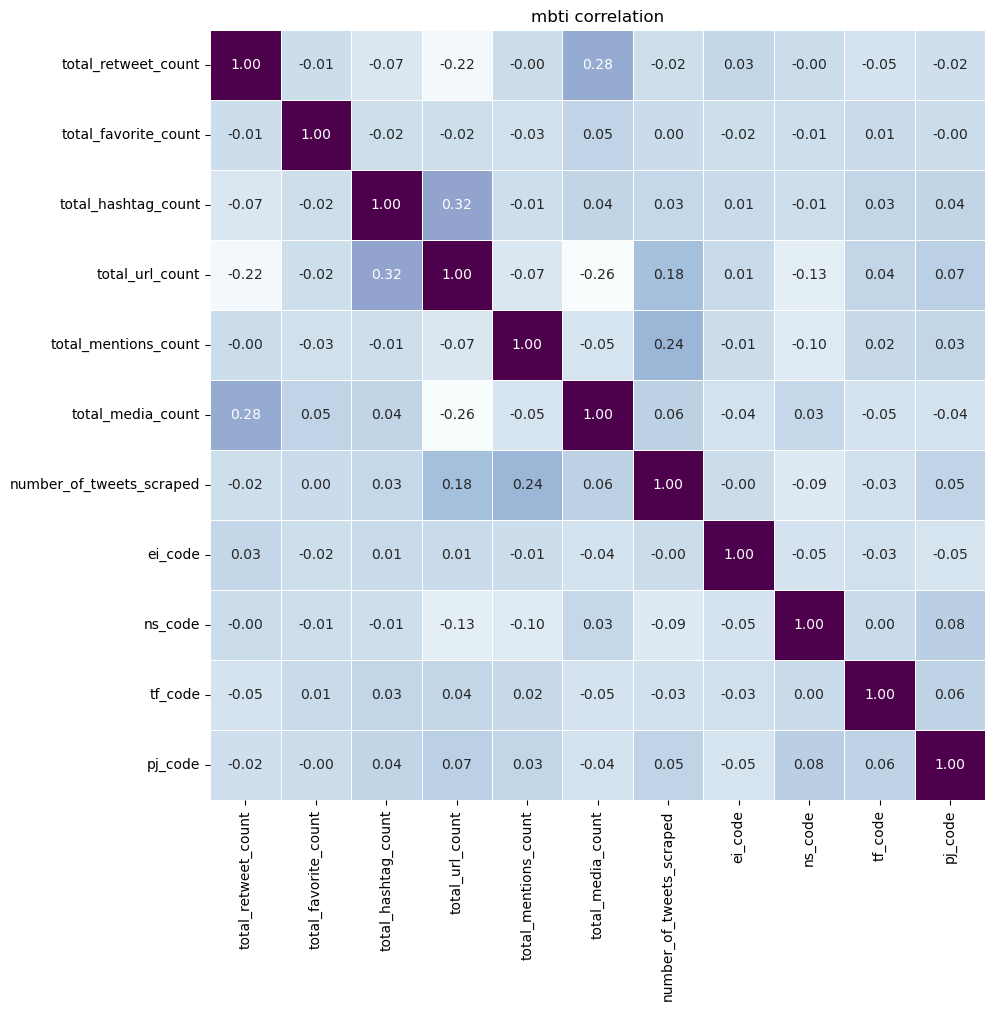 mbti correlation
total_retweet_count 1.00 -0.01 -0.07 -0.22 -0.00 0.28 -0.02 0.03 -0.00 -0.05 -0.02
total_favorite_count -0.01 1.00 -0.02 -0.02 -0.03 0.05 0.00 -0.02 -0.01 0.01 -0.00
total_hashtag_count -0.07 -0.02 1.00 0.32 -0.01 0.04 0.03 0.01 -0.01 0.03 0.04
total_url_count -0.22 -0.02 0.32 1.00 -0.07 -0.26 0.18 0.01 -0.13 0.04 0.07
total_mentions_count -0.00 -0.03 -0.01 -0.07 1.00 -0.05 0.24 -0.01 -0.10 0.02 0.03
total_media_count 0.28 0.05 0.04 -0.26 -0.05 1.00 0.06 -0.04 0.03 -0.05 -0.04
number_of_tweets_scraped -0.02 0.00 0.03 0.18 0.24 0.06 1.00 -0.00 -0.09 -0.03 0.05
ei_code 0.03 -0.02 0.01 0.01 -0.01 -0.04 -0.00 1.00 -0.05 -0.03 -0.05
ns_code -0.00 -0.01 -0.01 -0.13 -0.10 0.03 -0.09 -0.05 1.00 0.00 0.08
tf_code -0.05 0.01 0.03 0.04 0.02 -0.05 -0.03 -0.03 0.00 1.00 0.06
pj_code -0.02 -0.00 0.04 0.07 0.03 -0.04 0.05 -0.05 0.08 0.06 1.00
total_retweet_count
total_favorite_count
total_hashtag_count
total_url_count
total_mentions_count
total_media_count
number_of_tweets_scraped
ei_code
ns_code
tf_code
pj_code